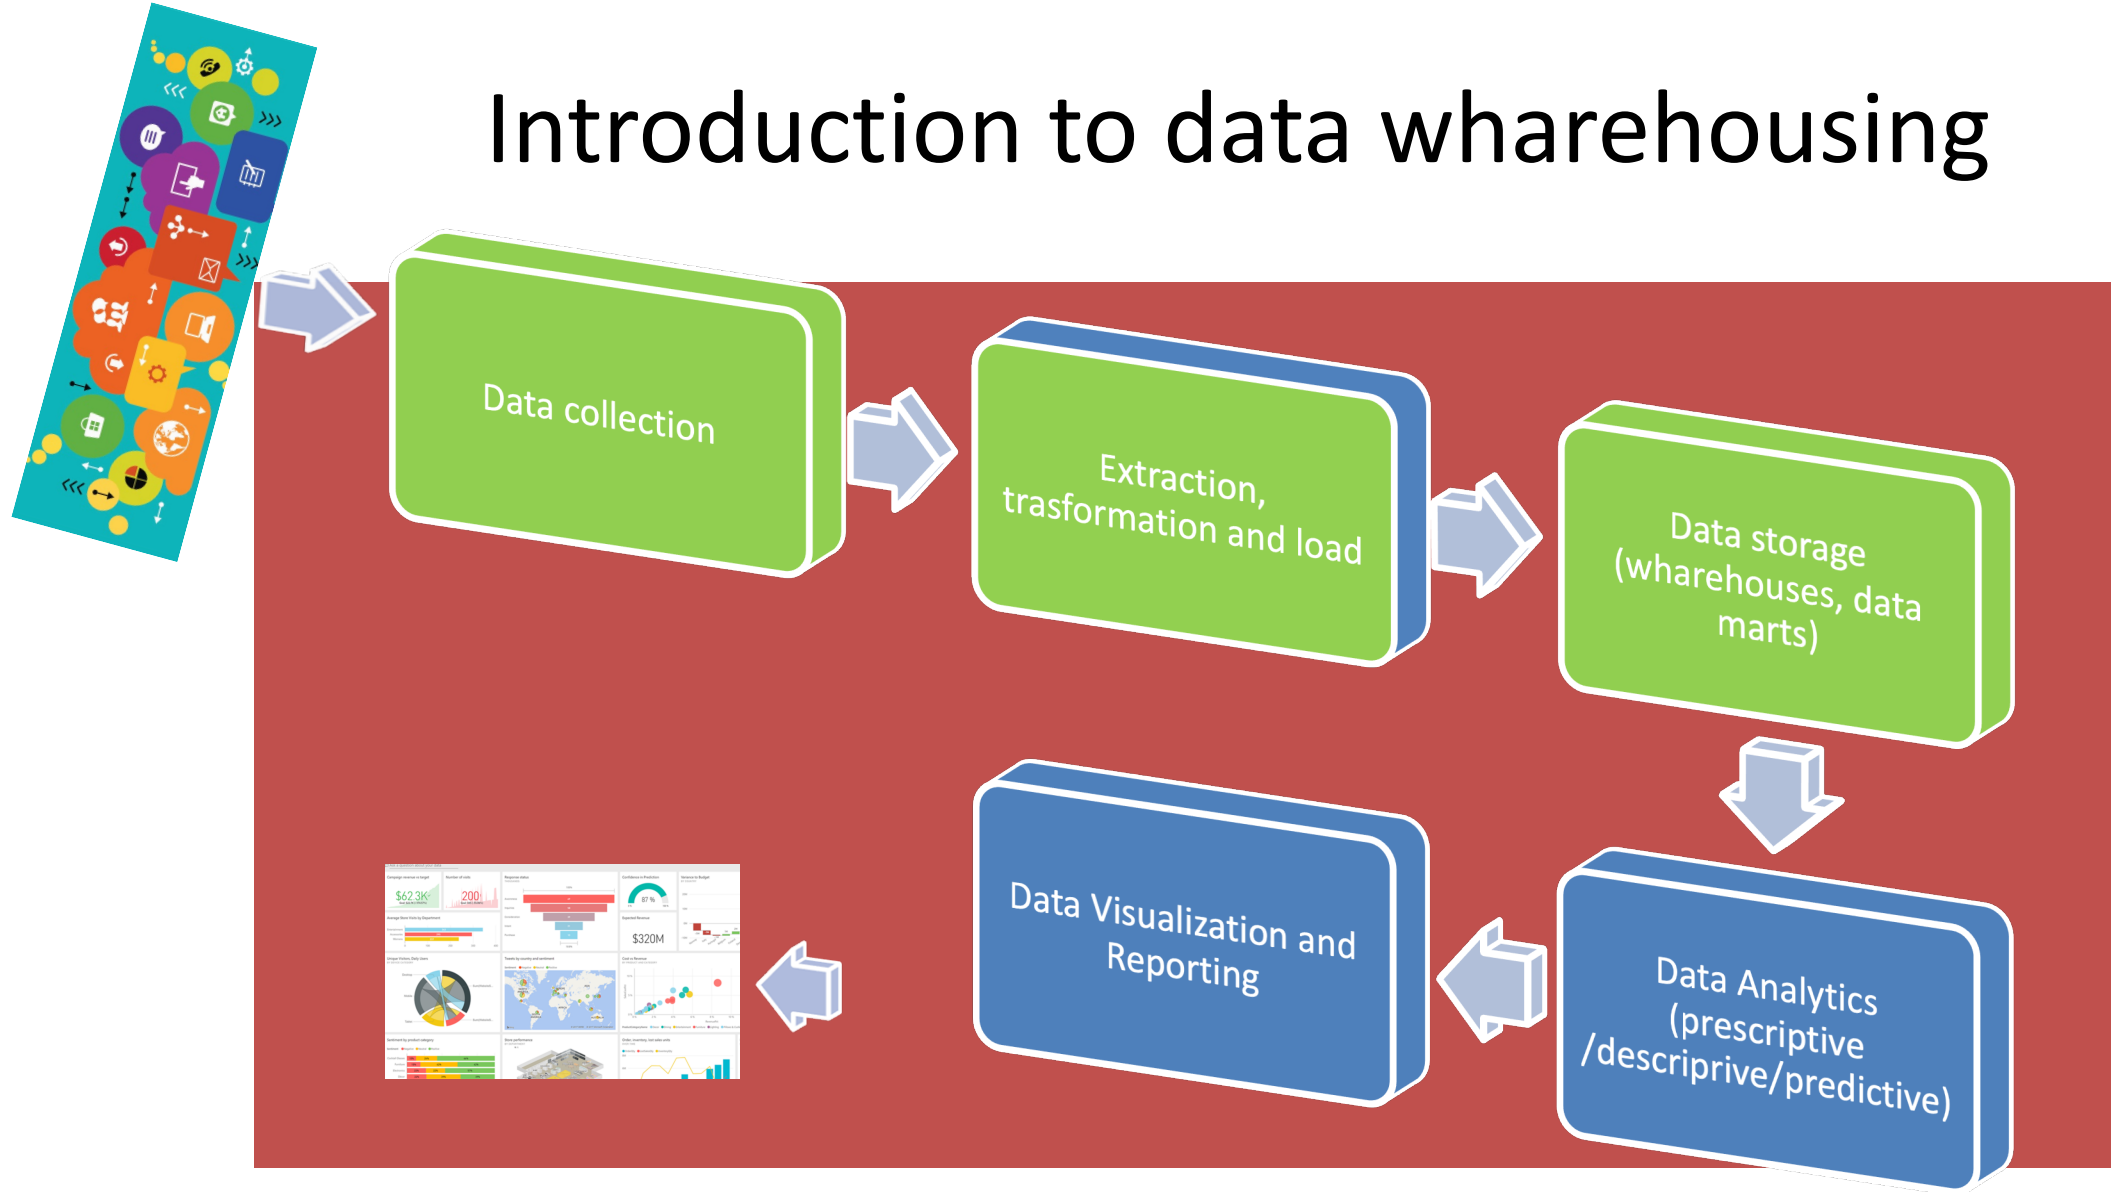 Introduction to data wharehousing
Data collection
Extraction,
trasformation and load
Data storage
(wharehouses, data
marts)
Data Visualization and
Reporting
Data Analytics
(prescriptive
/descriprive/predictive)
$62.3K
200
87 %
$320M